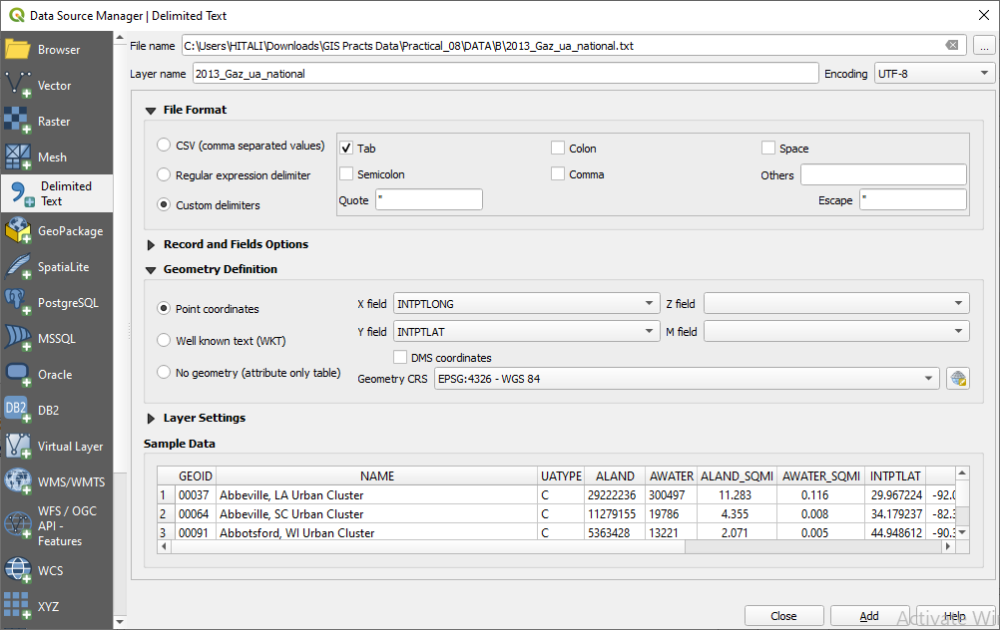 Data Source Manager | Delimited Text
Browser
Vector
Raster
Mesh
Delimited
Text
GeoPackage
SpatiaLite
PostgreSQL
MSSQL
Oracle
DB2
DB2
Virtual Layer
WMS/WMTS
WFS / OGC
API -
Features
WCS
XYZ
File name C:\Users\HITALI\Downloads\GIS Practs Data\Practical_08\DATA\B\2013_Gaz_ua_national.txt ...
Layer name 2013_Gaz_ua_national Encoding UTF-8
File Format
CSV (comma separated values)
Regular expression delimiter
Custom delimiters
Tab Colon Space
Semicolon Comma Others
Quote " Escape "
Record and Fields Options
Geometry Definition
Point coordinates
Well known text (WKT)
No geometry (attribute only table)
X field INTPTLONG Z field
Y field INTPTLAT M field
DMS coordinates
Geometry CRS EPSG:4326 - WGS 84
Layer Settings
Sample Data
GEOID NAME UATYPE ALAND AWATER ALAND_SQMI AWATER_SQMI INTPTLAT
1 00037 Abbeville, LA Urban Cluster C 29222236 300497 11.283 0.116 29.967224 -92.0
2 00064 Abbeville, SC Urban Cluster C 11279155 19786 4.355 0.008 34.179237 -82.3
3 00091 Abbotsford, WI Urban Cluster C 5363428 13221 2.071 0.005 44.948612 -90.3
Close Add Help
Activate Wi